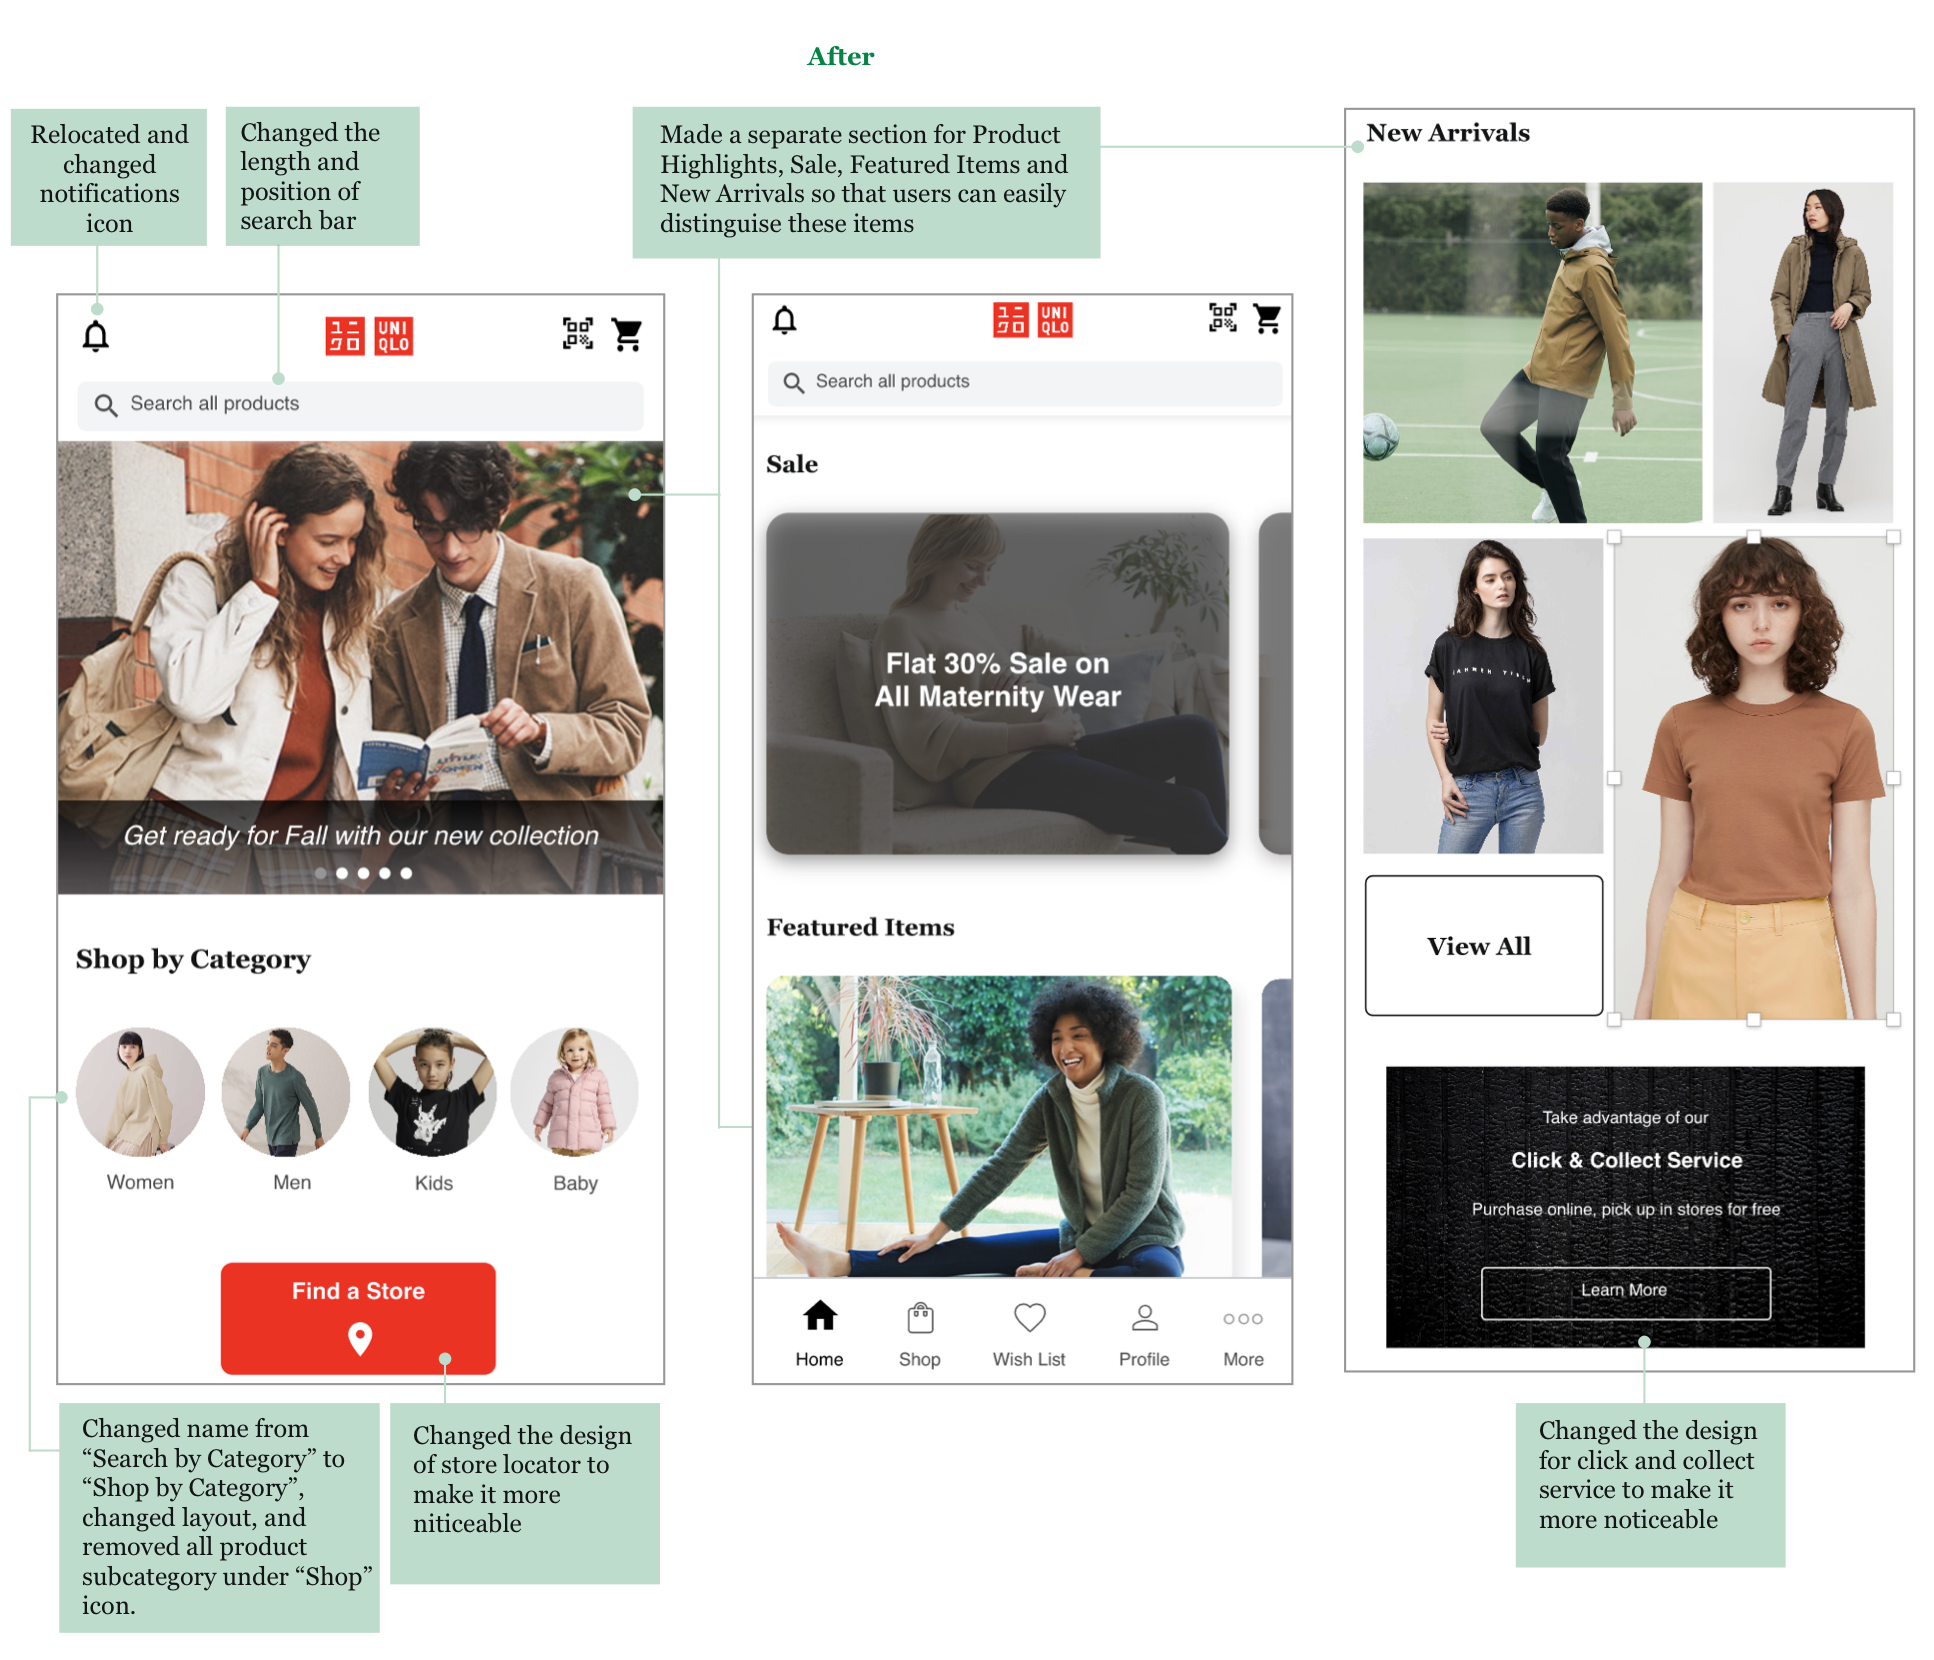 After
Relocated and
changed
notifications
icon
Changed the
length and
position of
search bar
Made a separate section for Product
Highlights, Sale, Featured Items and
New Arrivals so that users can easily
distinguise these items
ユニ
クロ
UNI
QLO
Search all products
Get ready for Fall with our new collection
Shop by Category
Women
Men
Kids
Baby
Find a Store
Changed name from
“Search by Category” to
“Shop by Category”,
changed layout, and
removed all product
subcategory under “Shop”
icon.
Changed the design
of store locator to
make it more
niticeable
ユニ
クロ
UNI
QLO
Search all products
Sale
Flat 30% Sale on
All Maternity Wear
Featured Items
Home
Shop
Wish List
Profile
More
New Arrivals
View All
Take advantage of our
Click & Collect Service
Purchase online, pick up in stores for free
Learn More
Changed the design
for click and collect
service to make it
more noticeable